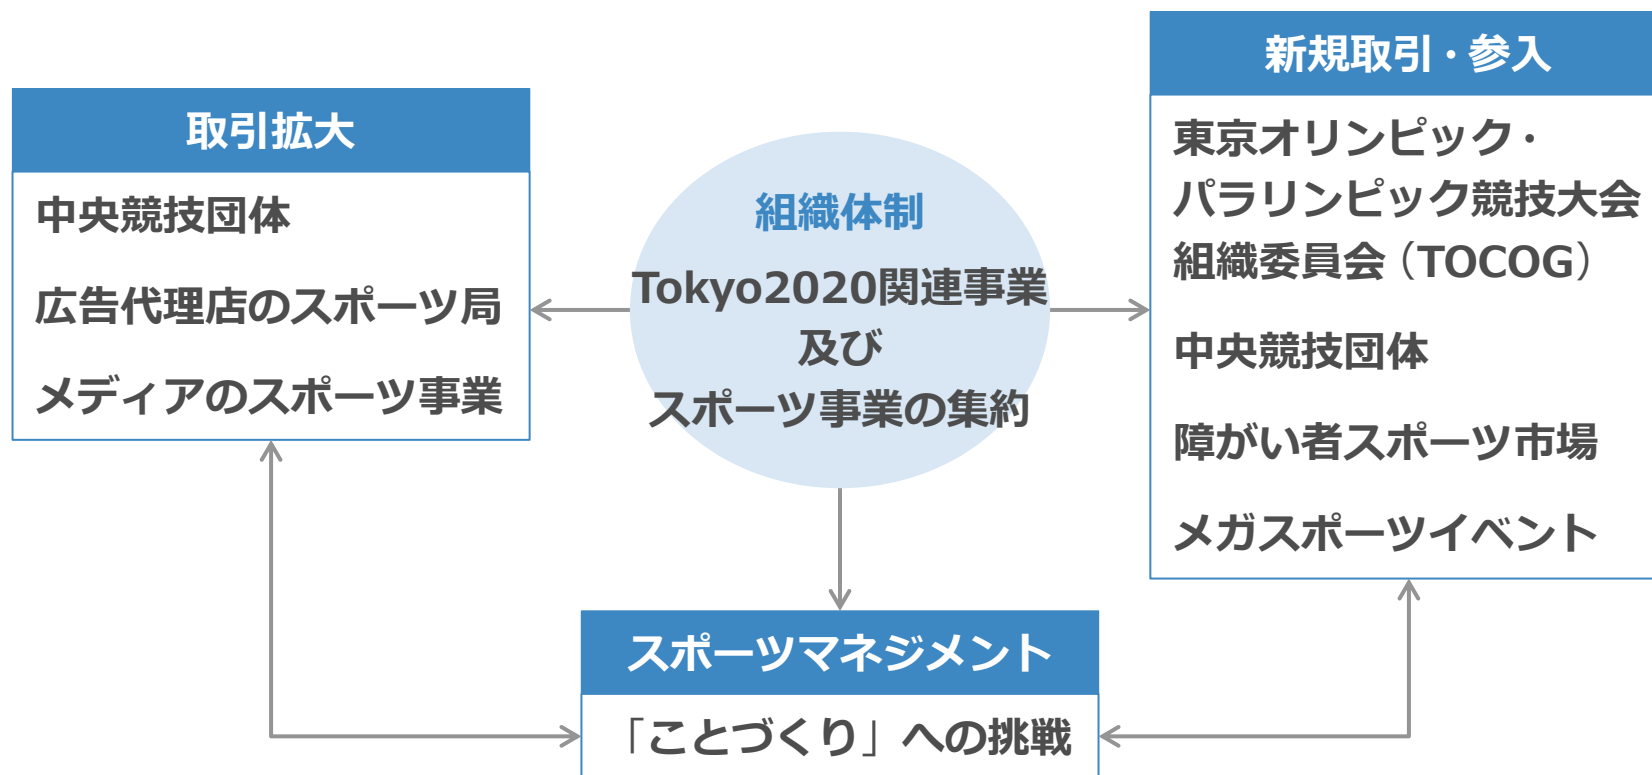 取引拡大
中央競技団体
広告代理店のスポーツ局
メディアのスポーツ事業
組織体制
Tokyo2020関連事業
及び
スポーツ事業の集約
新規取引・参入
東京オリンピック・
パラリンピック競技大会
組織委員会（TOCOG）
中央競技団体
障がい者スポーツ市場
メガスポーツイベント
スポーツマネジメント
「ことづくり」への挑戦